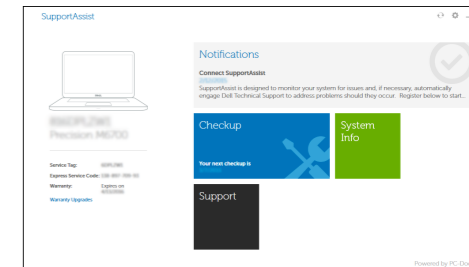 SupportAssist
Notifications
Connect SupportAssist
SupportAssist is designed to monitor your system for issues and, if necessary, automatically
engage Dell Technical Support to address problems should they occur. Register below to start...
Precision M6700
Checkup
System
Info
Your next checkup is
Service Tag:
Express Service Code:
Warranty:
Expires on
Warranty Upgrades
Support
Powered by PC-Doc